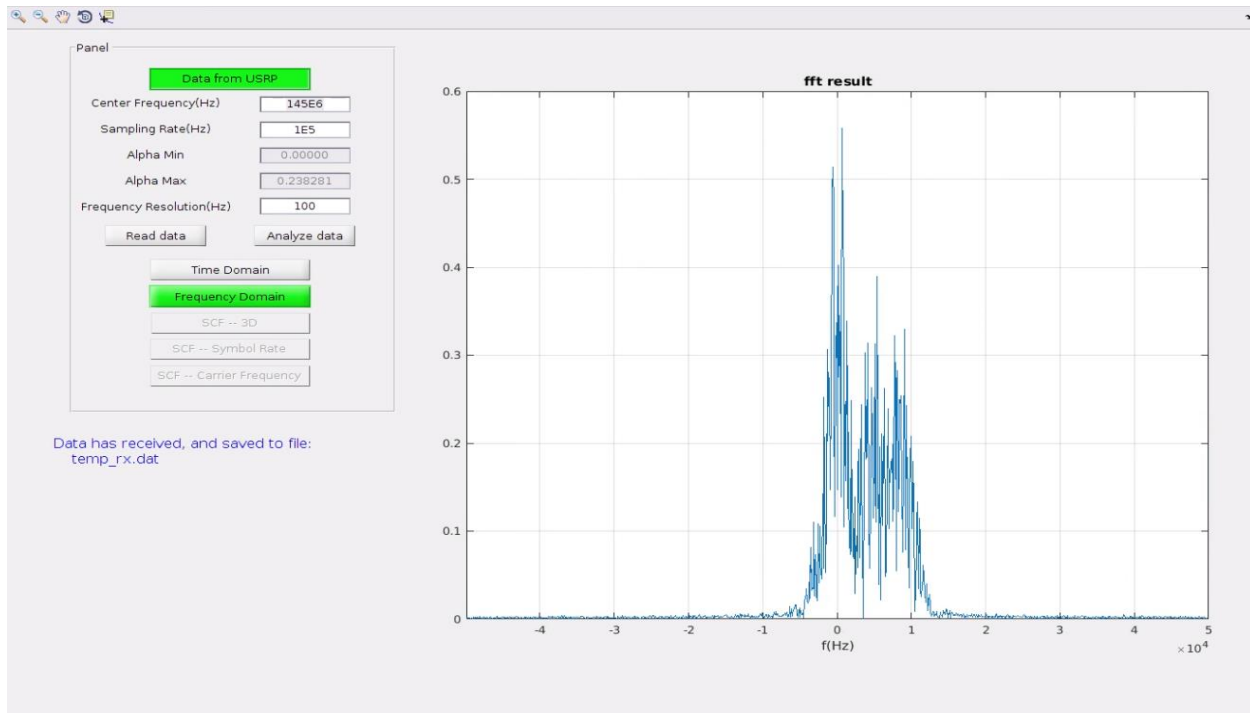 Panel
Data from USRP
Center Frequency(Hz) 145E6
Sampling Rate(Hz) 1E5
Alpha Min 0.00000
Alpha Max 0.238281
Frequency Resolution(Hz) 100
Read data Analyze data
Time Domain
Frequency Domain
SCF -- 3D
SCF -- Symbol Rate
SCF -- Carrier Frequency
Data has received, and saved to file:
temp_rx.dat
fft result
0.6
0.5
0.4
0.3
0.2
0.1
0
-4 -3 -2 -1 0 1 2 3 4 5
f(Hz)
×10⁴